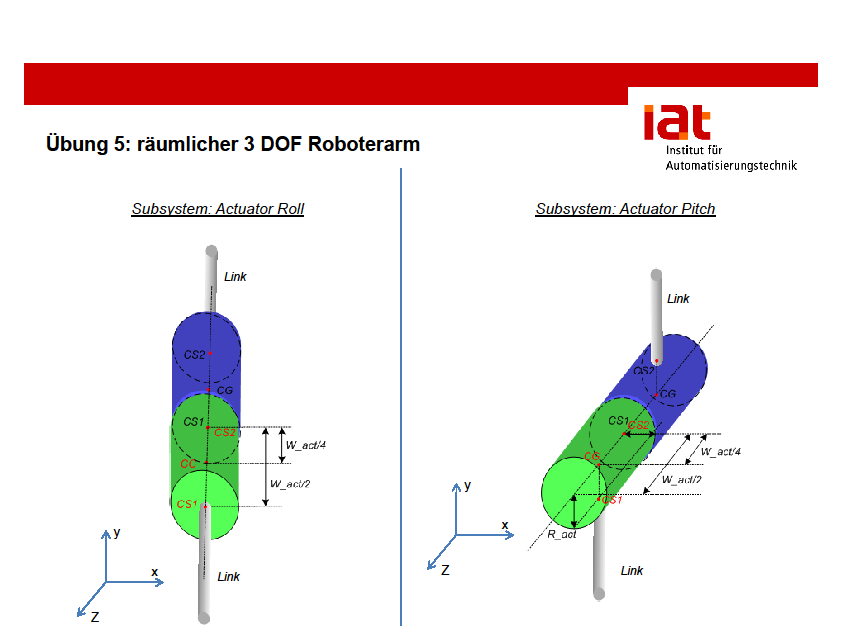 iat
Institut für
Automatisierungstechnik
Übung 5: räumlicher 3 DOF Roboterarm
Subsystem: Actuator Roll
Link
CS2
CG
CS1
CS2
W_act/4
CC
W_act/2
CS1
y
x
Link
Z
Subsystem: Actuator Pitch
Link
CS2
CG
CS1
CS2
W_act/4
CG
W_act/2
y
CS1
x
R_act
Z
Link